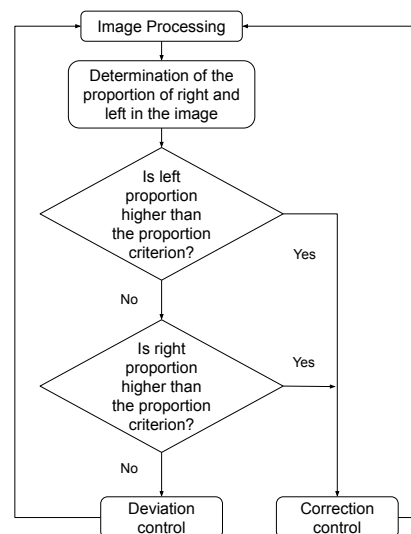 Image Processing
Determination of the
proportion of right and
left in the image
Is left
proportion
higher than
the proportion
criterion?
Yes
No
Is right
proportion
higher than
the proportion
criterion?
Yes
No
Deviation
control
Correction
control